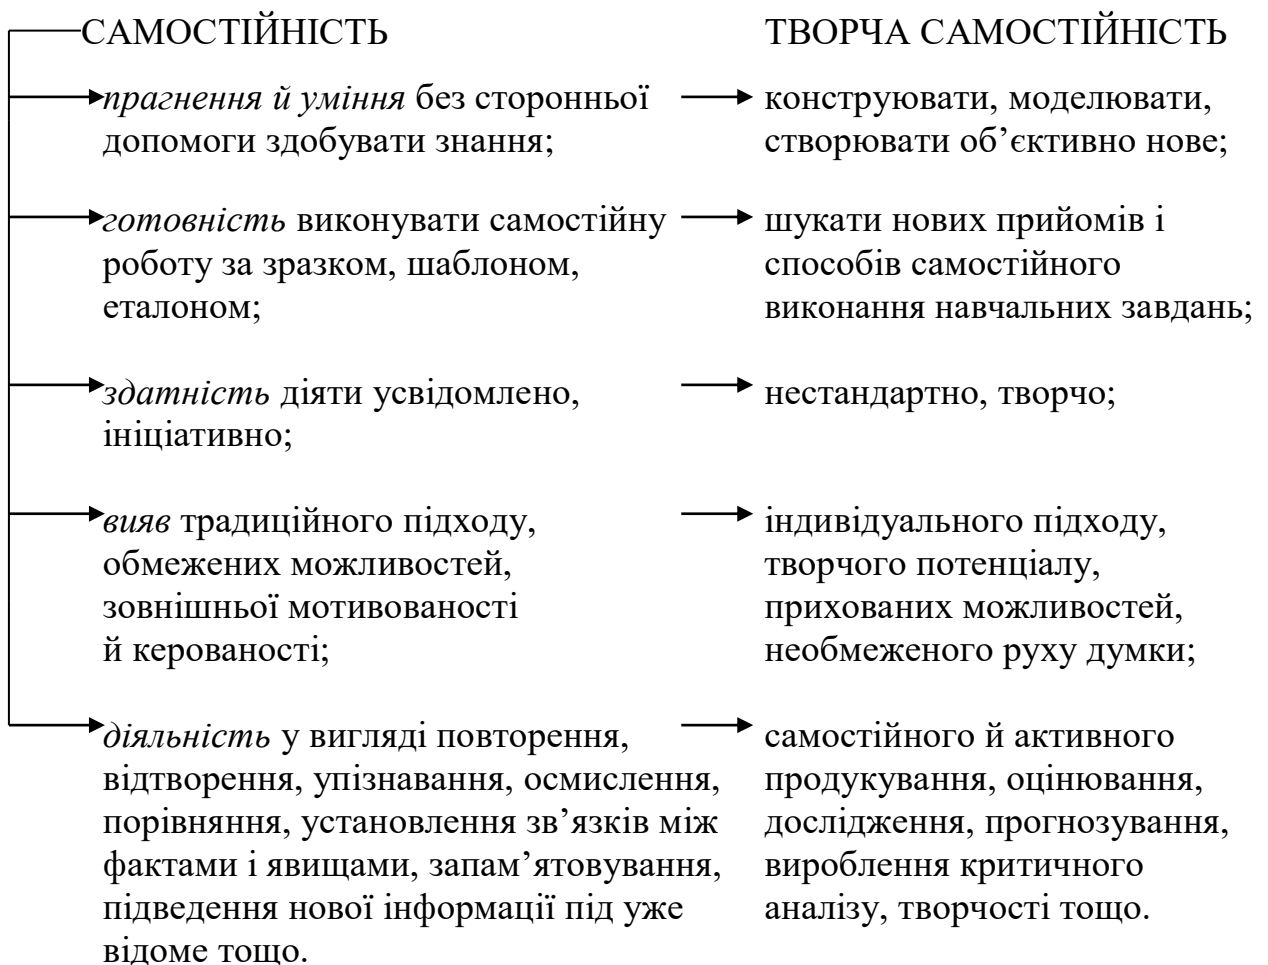 САМОСТІЙНІСТЬ
ТВОРЧА САМОСТІЙНІСТЬ
прагнення й уміння без сторонньої
допомоги здобувати знання;
конструювати, моделювати,
створювати об’єктивно нове;
готовність виконувати самостійну
роботу за зразком, шаблоном,
еталоном;
шукати нових прийомів і
способів самостійного
виконання навчальних завдань;
здатність діяти усвідомлено,
ініціативно;
нестандартно, творчо;
вияв традиційного підходу,
обмежених можливостей,
зовнішньої мотивованості
й керованості;
індивідуального підходу,
творчого потенціалу,
прихованих можливостей,
необмеженого руху думки;
діяльність у вигляді повторення,
відтворення, упізнавання, осмислення,
порівняння, установлення зв’язків між
фактами і явищами, запам’ятовування,
підведення нової інформації під уже
відоме тощо.
самостійного й активного
продукування, оцінювання,
дослідження, прогнозування,
вироблення критичного
аналізу, творчості тощо.